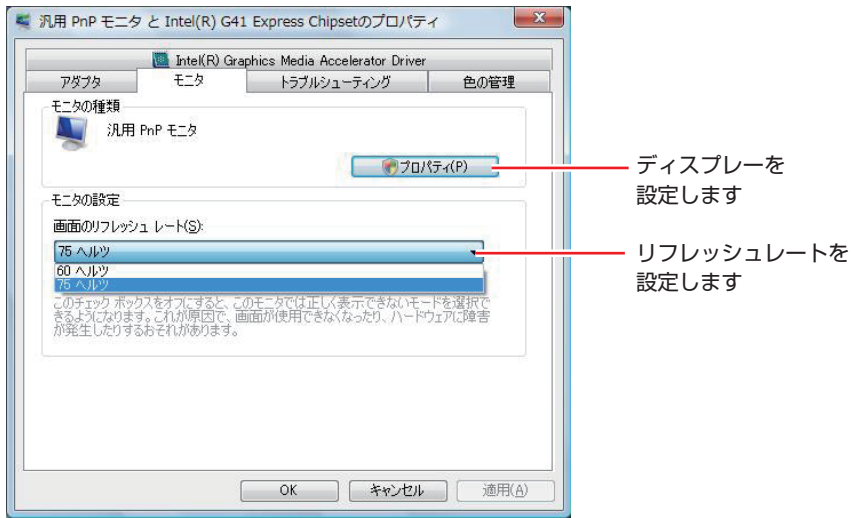 汎用 PnP モニタ と Intel(R) G41 Express Chipsetのプロパティ
Intel(R) Graphics Media Accelerator Driver
アダプタ モニタ トラブルシューティング 色の管理
モニタの種類
汎用 PnP モニタ
プロパティ(P)
ディスプレーを
設定します
モニタの設定
画面のリフレッシュ レート(S):
75 ヘルツ
リフレッシュレートを
設定します
60 ヘルツ
75 ヘルツ
このチェック ボックスをオフにすると、このモニタでは正しく表示できないモードを選択で
きるようになります。これが原因で、画面が使用できなくなったり、ハードウェアに障害
が発生したりするおそれがあります。
OK キャンセル 適用(A)